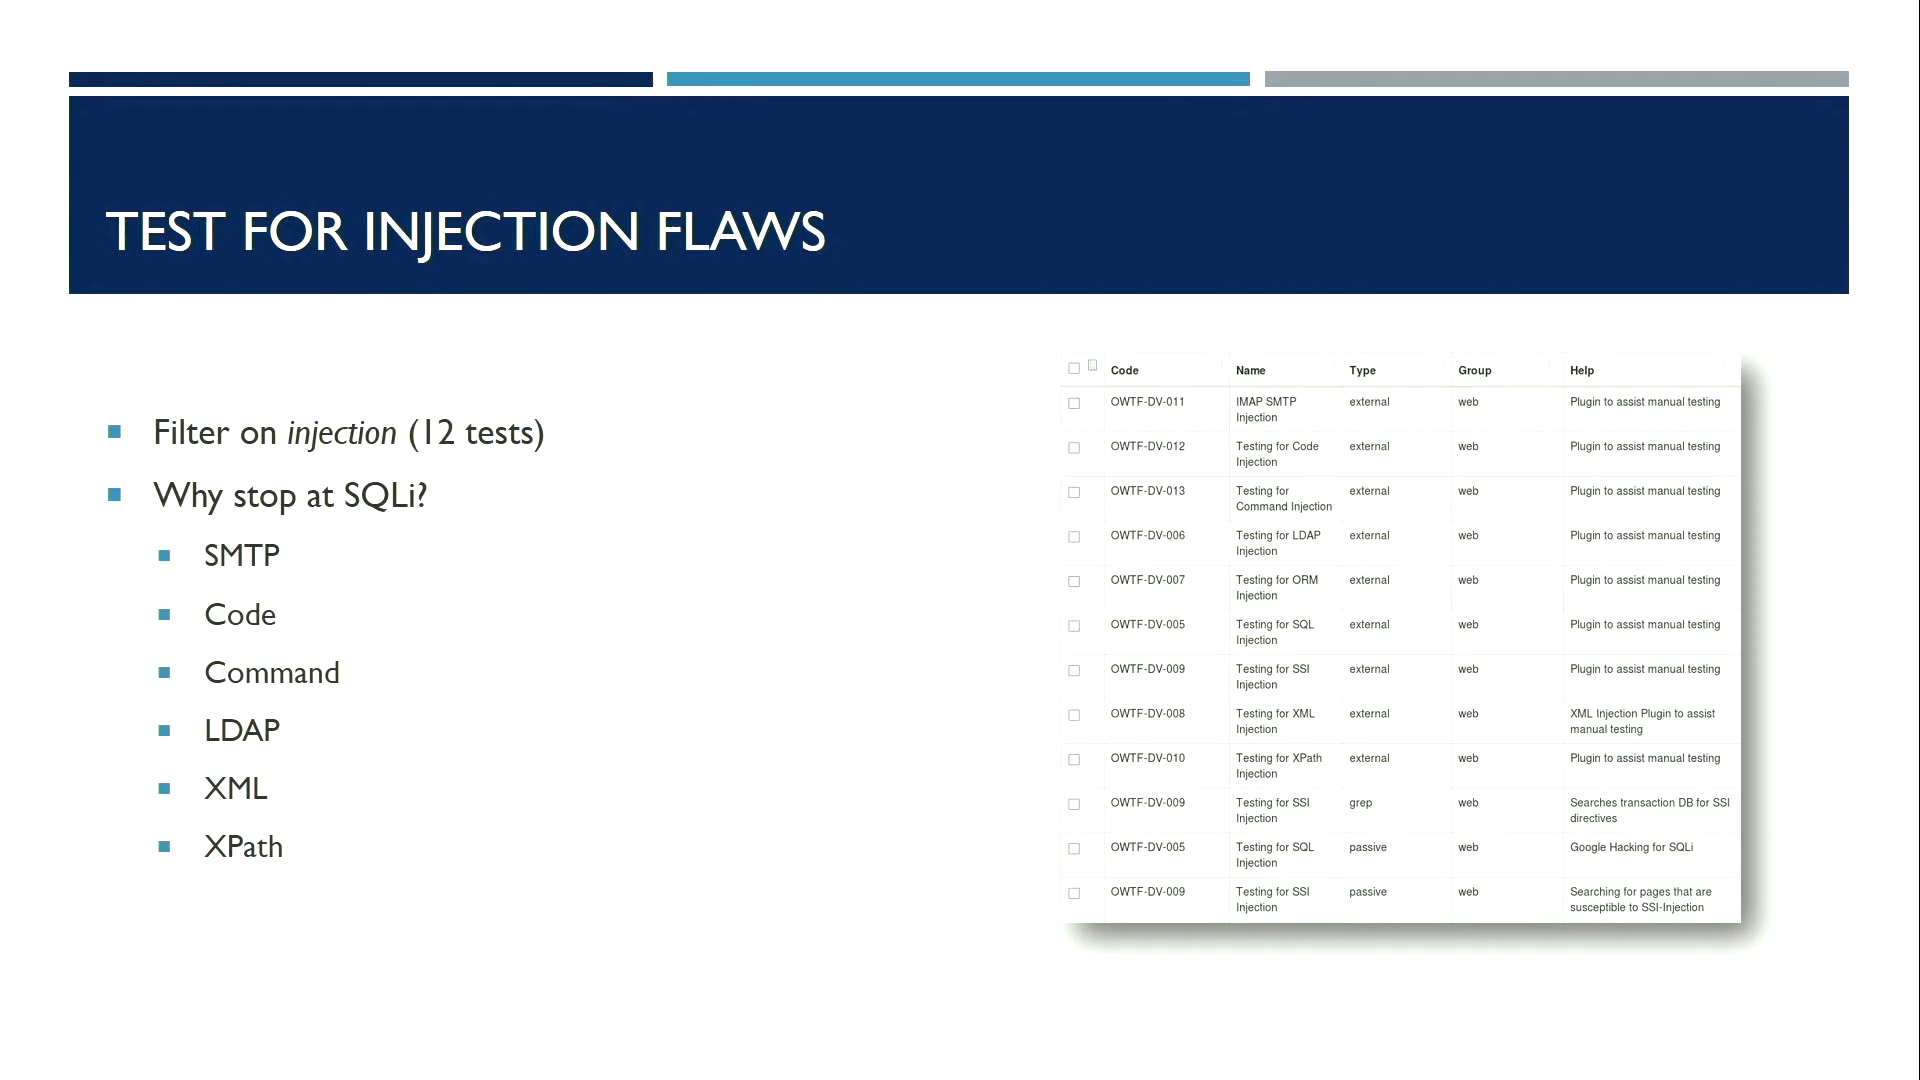 TEST FOR INJECTION FLAWS
Filter on injection (12 tests)
Why stop at SQLi?
SMTP
Code
Command
LDAP
XML
XPath
Code Name Type Group Help
OWTF-DV-011 IMAP SMTP external web Plugin to assist manual testing
Injection
OWTF-DV-012 Testing for Code external web Plugin to assist manual testing
Injection
OWTF-DV-013 Testing for external web Plugin to assist manual testing
Command Injection
OWTF-DV-006 Testing for LDAP external web Plugin to assist manual testing
Injection
OWTF-DV-007 Testing for ORM external web Plugin to assist manual testing
Injection
OWTF-DV-005 Testing for SQL external web Plugin to assist manual testing
Injection
OWTF-DV-009 Testing for SSI external web Plugin to assist manual testing
Injection
OWTF-DV-008 Testing for XML external web XML Injection Plugin to assist
Injection manual testing
OWTF-DV-010 Testing for XPath external web Plugin to assist manual testing
Injection
OWTF-DV-009 Testing for SSI grep web Searches transaction DB for SSI
Injection directives
OWTF-DV-005 Testing for SQL passive web Google Hacking for SQLi
Injection
OWTF-DV-009 Testing for SSI passive web Searching for pages that are
Injection susceptible to SSI-Injection